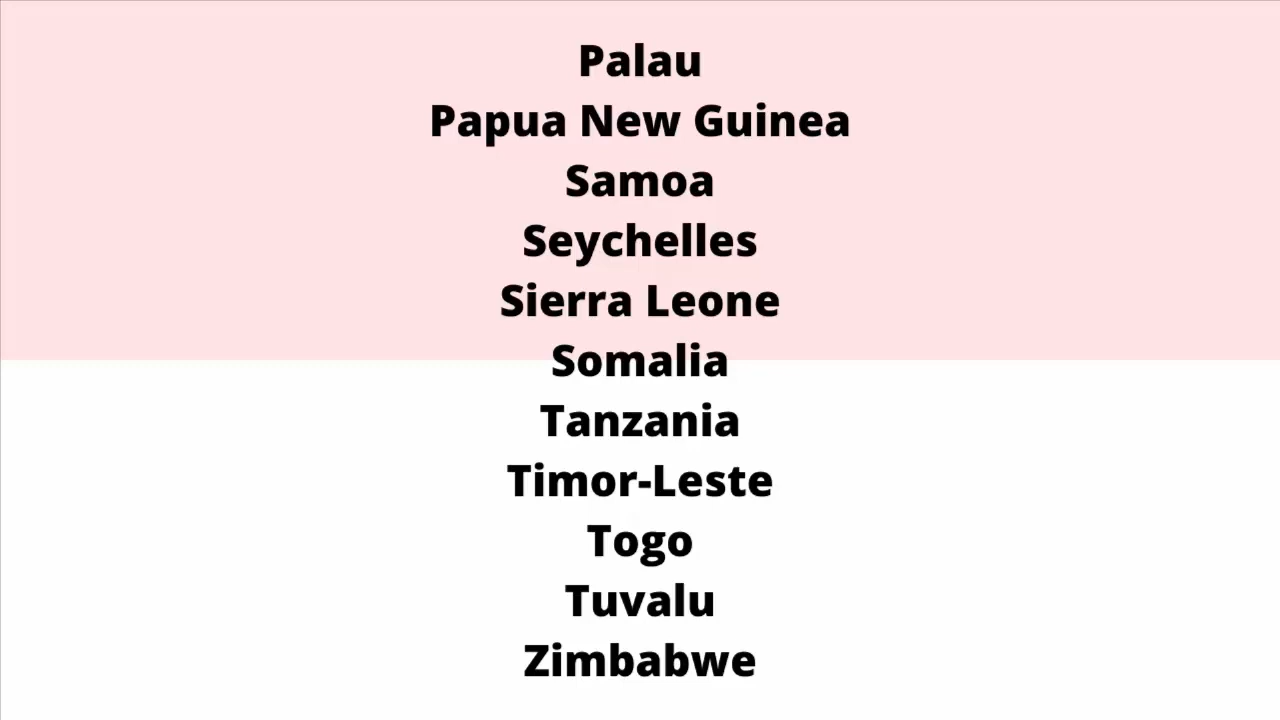 Palau
Papua New Guinea
Samoa
Seychelles
Sierra Leone
Somalia
Tanzania
Timor-Leste
Togo
Tuvalu
Zimbabwe